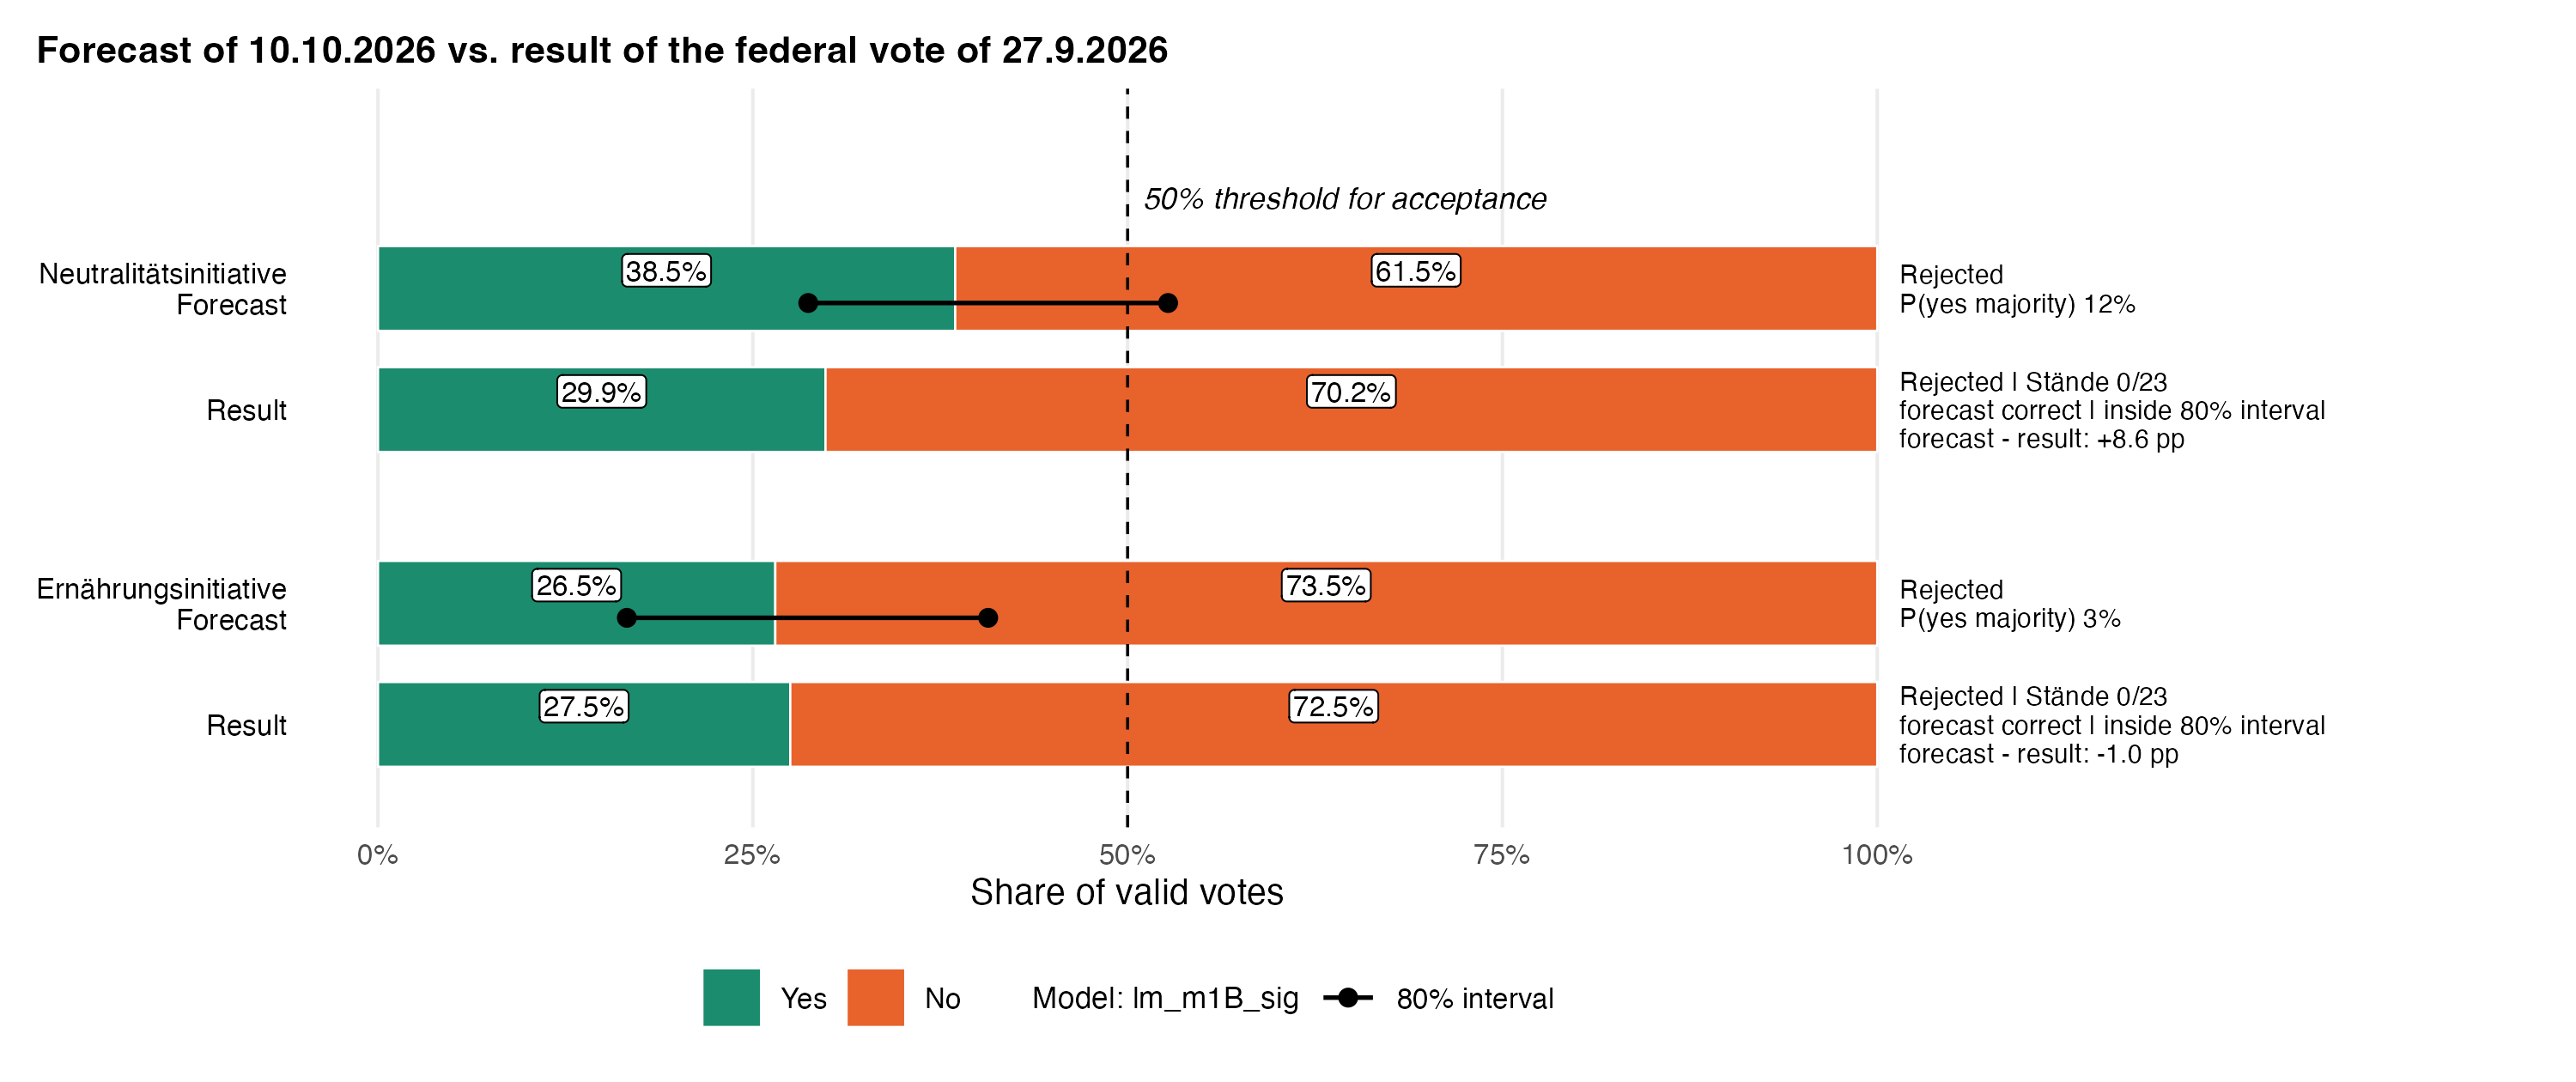 Forecast of 10.10.2026 vs. result of the federal vote of 27.9.2026
50% threshold for acceptance
Neutralitätsinitiative
Forecast
38.5%
61.5%
Rejected
P(yes majority) 12%
Result
29.9%
70.2%
Rejected | Stände 0/23
forecast correct | inside 80% interval
forecast - result: +8.6 pp
Ernährungsinitiative
Forecast
26.5%
73.5%
Rejected
P(yes majority) 3%
Result
27.5%
72.5%
Rejected | Stände 0/23
forecast correct | inside 80% interval
forecast - result: -1.0 pp
0% 25% 50% 75% 100%
Share of valid votes
Yes No Model: lm_m1B_sig 80% interval